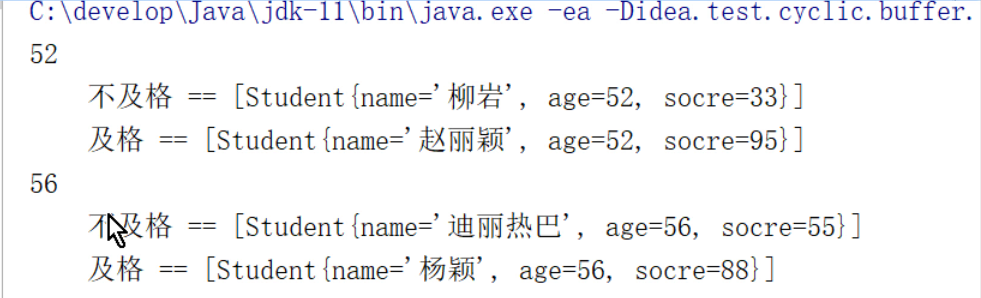 C:\develop\Java\jdk-11\bin\java.exe -ea -Didea.test.cyclic.buffer.
52
不及格 == [Student{name='柳岩', age=52, socre=33}]
及格 == [Student{name='赵丽颖', age=52, socre=95}]
56
不及格 == [Student{name='迪丽热巴', age=56, socre=55}]
及格 == [Student{name='杨颖', age=56, socre=88}]